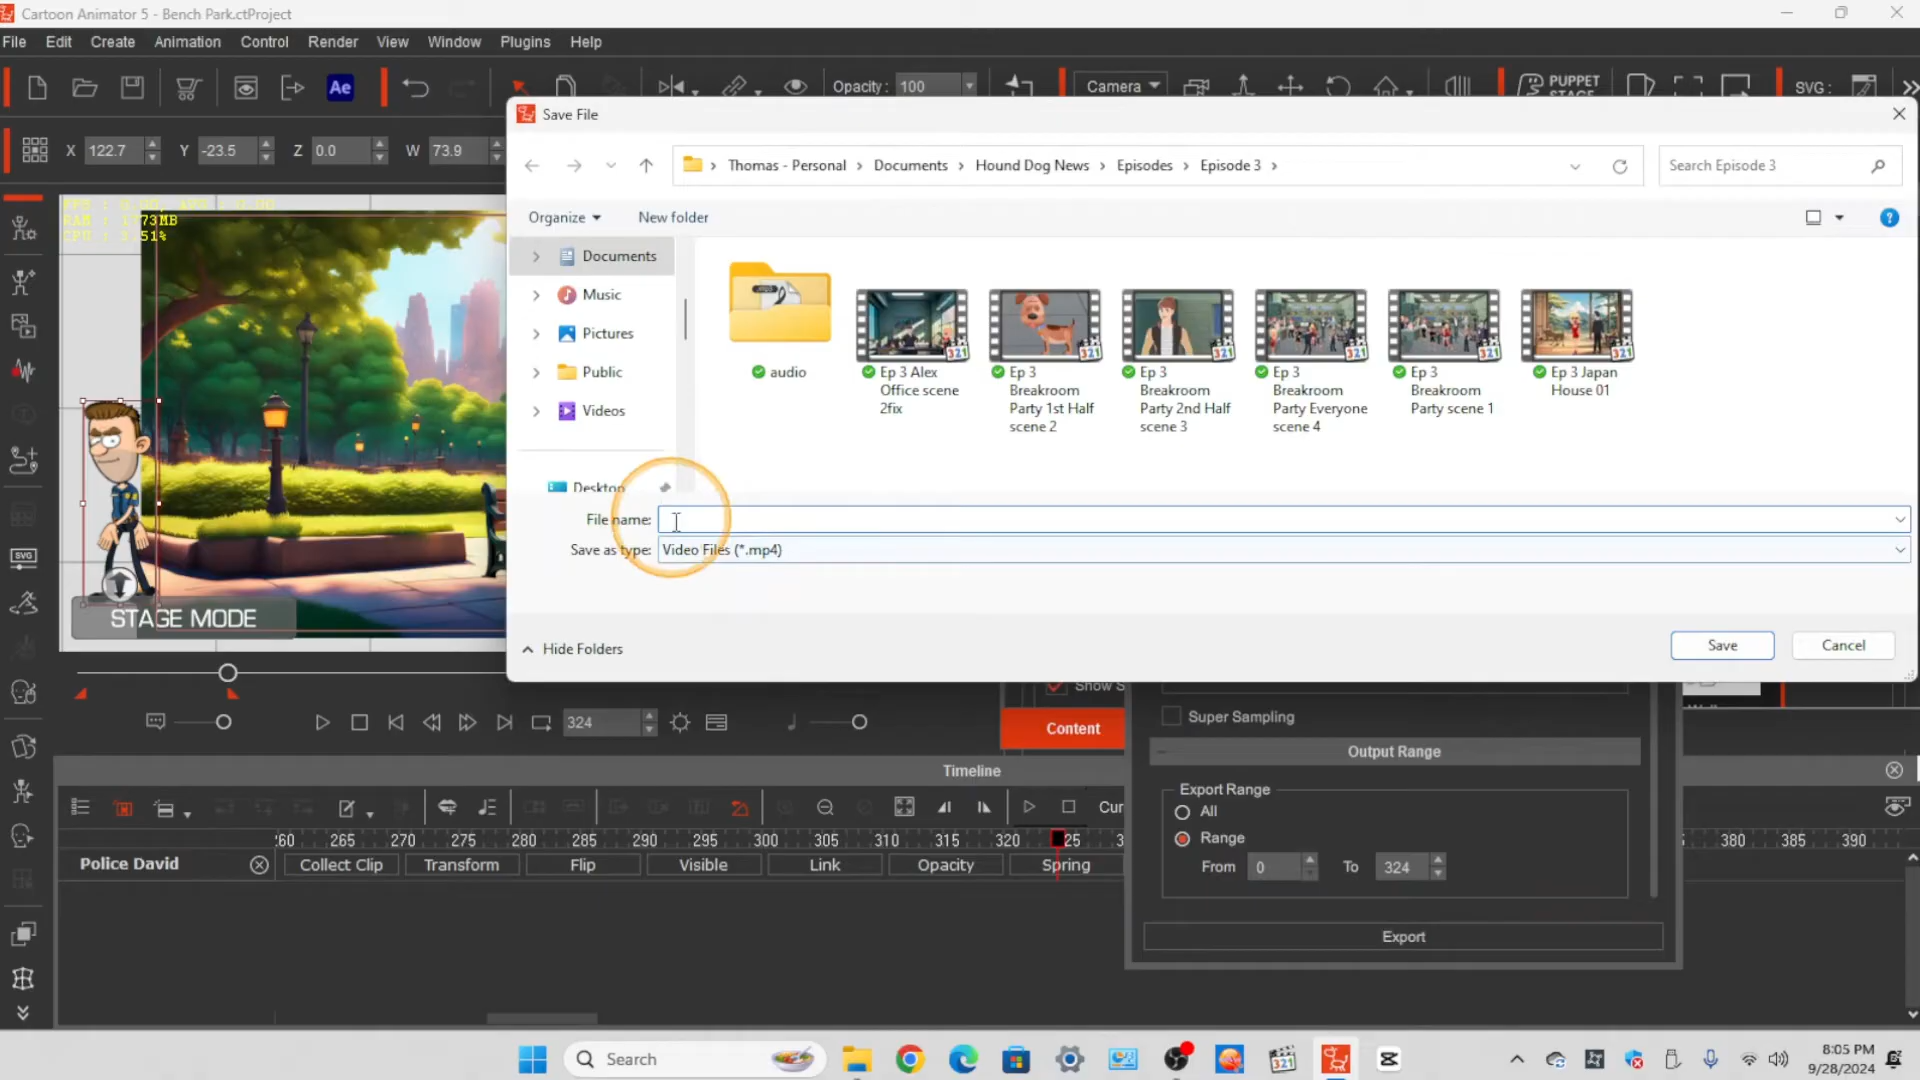 Cartoon Animator 5 - Bench Park.ctProject
File Edit Create Animation Control Render View Window Plugins Help
Ae
Opacity : 100
Camera
PUPPET STAGE
SVG :
X 122.7 Y -23.5 Z 0.0 W 73.9
Save File
Thomas - Personal > Documents > Hound Dog News > Episodes > Episode 3 >
Search Episode 3
Organize
New folder
Documents
Music
Pictures
Public
Videos
Desktop
audio
Ep 3 Alex
Office scene
2fix
Ep 3
Breakroom
Party 1st Half
scene 2
Ep 3
Breakroom
Party 2nd Half
scene 3
Ep 3
Breakroom
Party Everyone
scene 4
Ep 3
Breakroom
Party scene 1
Ep 3 Japan
House 01
File name:
Save as type: Video Files (*.mp4)
Hide Folders
Save
Cancel
SVG
STAGE MODE
324
Show S
Content
Super Sampling
Output Range
Export Range
All
Range
From 0 To 324
Export
Timeline
Cur
265 270 275 280 285 290 295 300 305 310 315 320 25 380 385 390
Police David
Collect Clip Transform Flip Visible Link Opacity Spring
Search
321
8:05 PM
9/28/2024